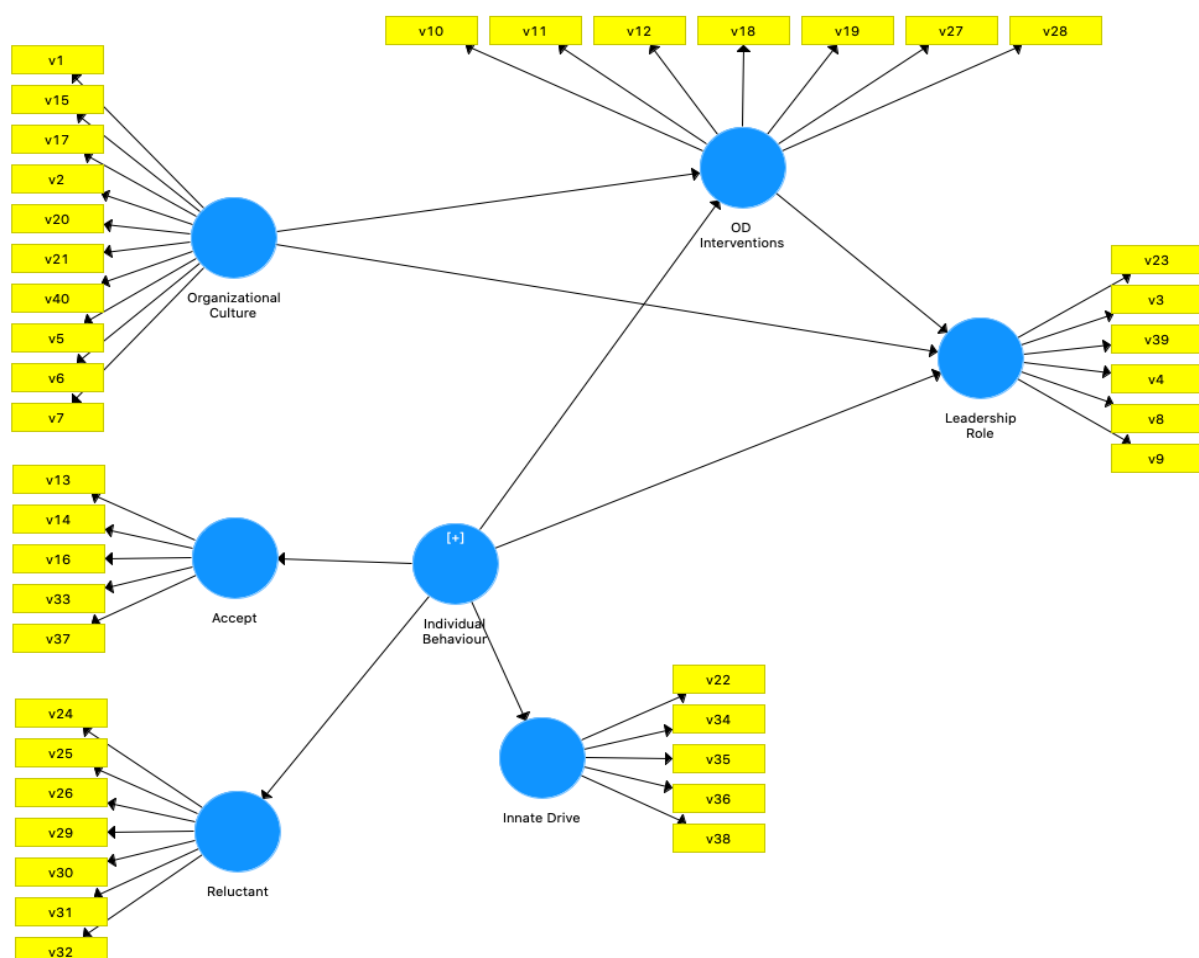 v10
v11
v12
v18
v19
v27
v28
v1
v15
v17
v2
v20
v21
v40
v5
v6
v7
Organizational
Culture
OD
Interventions
v23
v3
v39
v4
v8
v9
Leadership
Role
v13
v14
v16
v33
v37
Accept
[+]
Individual
Behaviour
v22
v34
v35
v36
v38
Innate Drive
v24
v25
v26
v29
v30
v31
v32
Reluctant